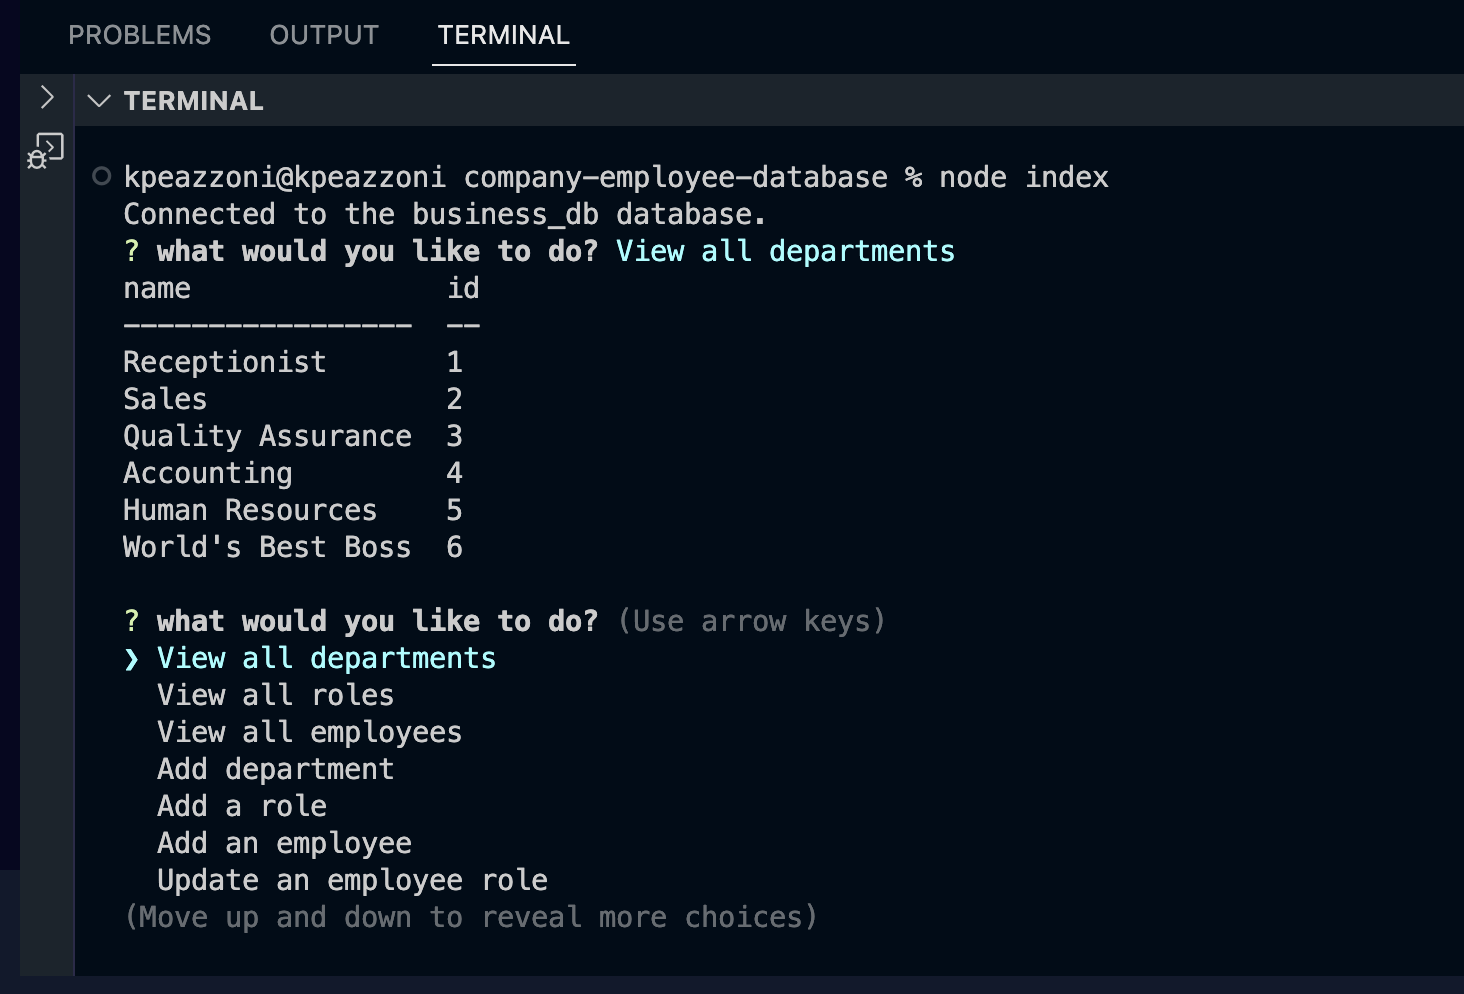 PROBLEMS OUTPUT TERMINAL
TERMINAL
kpeazzoni@kpeazzoni company-employee-database % node index
Connected to the business_db database.
? what would you like to do? View all departments
name id
----------------- --
Receptionist 1
Sales 2
Quality Assurance 3
Accounting 4
Human Resources 5
World's Best Boss 6
? what would you like to do? (Use arrow keys)
❯ View all departments
View all roles
View all employees
Add department
Add a role
Add an employee
Update an employee role
(Move up and down to reveal more choices)